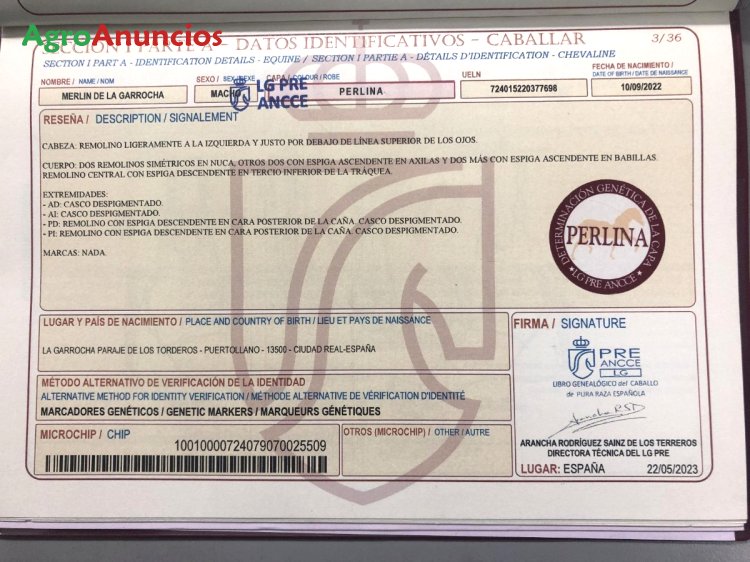 AgroAnuncios
SECCIÓN I PARTE A - DATOS IDENTIFICATIVOS - CABALLAR
3/36
SECTION I PART A - IDENTIFICATION DETAILS - EQUINE / SECTION I PARTIE A - DÉTAILS D'IDENTIFICATION - CHEVALINE
NOMBRE / NAME / NOM
SEXO / SEX /SEXE
CAPA / COLOUR / ROBE
UELN
FECHA DE NACIMIENTO /
DATE OF BIRTH / DATE DE NAISSANCE
MERLIN DE LA GARROCHA
MACHO
PERLINA
724015220377698
10/09/2022
LG PRE
ANCCE
RESEÑA / DESCRIPTION / SIGNALEMENT
CABEZA: REMOLINO LIGERAMENTE A LA IZQUIERDA Y JUSTO POR DEBAJO DE LÍNEA SUPERIOR DE LOS OJOS.
CUERPO: DOS REMOLINOS SIMÉTRICOS EN NUCA, OTROS DOS CON ESPIGA ASCENDENTE EN AXILAS Y DOS MÁS CON ESPIGA ASCENDENTE EN BABILLAS.
REMOLINO CENTRAL CON ESPIGA DESCENDENTE EN TERCIO INFERIOR DE LA TRÁQUEA.
EXTREMIDADES:
- AD: CASCO DESPIGMENTADO.
- AI: CASCO DESPIGMENTADO.
- PD: REMOLINO CON ESPIGA DESCENDENTE EN CARA POSTERIOR DE LA CAÑA. CASCO DESPIGMENTADO.
- PI: REMOLINO CON ESPIGA DESCENDENTE EN CARA POSTERIOR DE LA CAÑA. CASCO DESPIGMENTADO.
MARCAS: NADA.
DETERMINACIÓN GENÉTICA DE LA CAPA
PERLINA
LG PRE ANCCE
LUGAR Y PAÍS DE NACIMIENTO / PLACE AND COUNTRY OF BIRTH / LIEU ET PAYS DE NAISSANCE
LA GARROCHA PARAJE DE LOS TORDEROS - PUERTOLLANO - 13500 - CIUDAD REAL-ESPAÑA
MÉTODO ALTERNATIVO DE VERIFICACIÓN DE LA IDENTIDAD
ALTERNATIVE METHOD FOR IDENTITY VERIFICATION / MÉTHODE ALTERNATIVE DE VÉRIFICATION D'IDENTITÉ
MARCADORES GENÉTICOS / GENETIC MARKERS / MARQUEURS GÉNÉTIQUES
MICROCHIP / CHIP
1001000072407907002​5509
OTROS (MICROCHIP) / OTHER / AUTRE
FIRMA / SIGNATURE
PRE
ANCCE
LG
LIBRO GENEALÓGICO del CABALLO
de PURA RAZA ESPAÑOLA
Arancha RSD
ARANCHA RODRÍGUEZ SAINZ DE LOS TERREROS
DIRECTORA TÉCNICA DEL LG PRE
LUGAR: ESPAÑA
22/05/2023